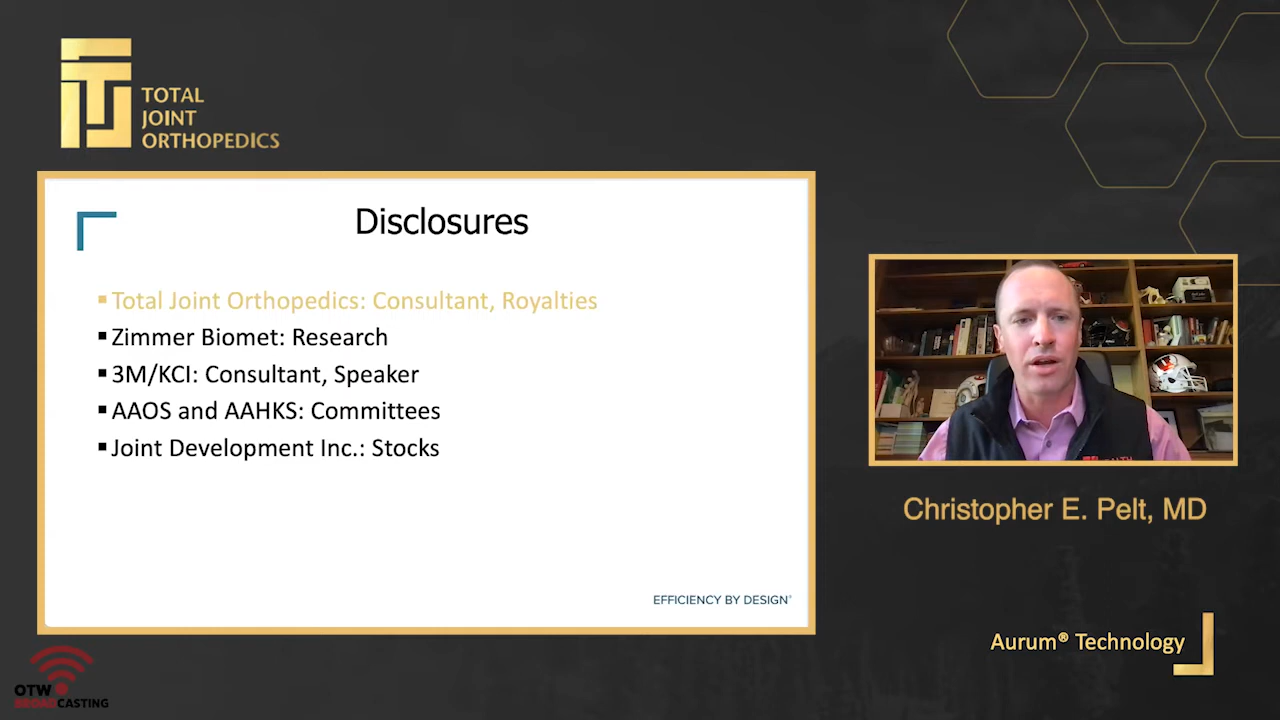 TOTAL
JOINT
ORTHOPEDICS
Disclosures
Total Joint Orthopedics: Consultant, Royalties
Zimmer Biomet: Research
3M/KCI: Consultant, Speaker
AAOS and AAHKS: Committees
Joint Development Inc.: Stocks
EFFICIENCY BY DESIGN®
Christopher E. Pelt, MD
Aurum® Technology
OTW
BROADCASTING